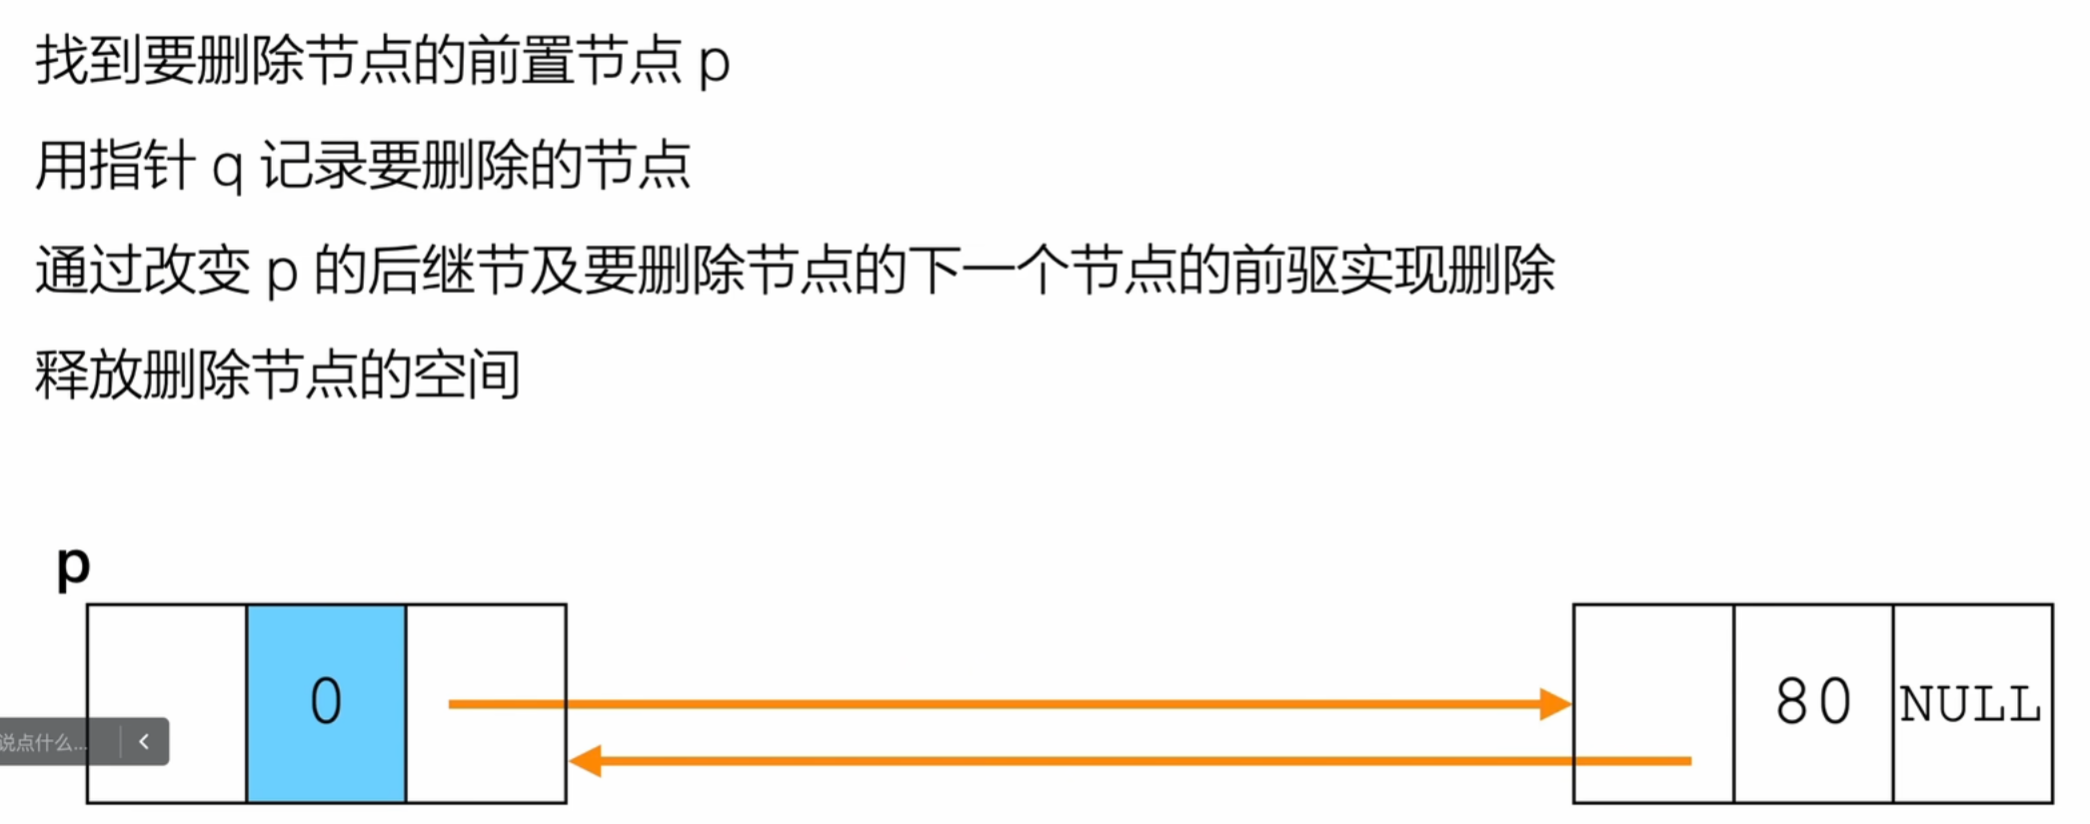 找到要删除节点的前置节点 p
用指针 q 记录要删除的节点
通过改变 p 的后继节及要删除节点的下一个节点的前驱实现删除
释放删除节点的空间
p
0
80 NULL
说点什么...